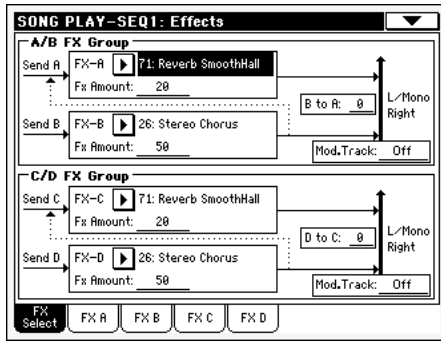 SONG PLAY-SEQ1: Effects
A/B FX Group
Send A FX-A 71: Reverb SmoothHall
Fx Amount: 20
B to A: 0 L/Mono
Right
Send B FX-B 26: Stereo Chorus
Fx Amount: 50 Mod.Track: Off
C/D FX Group
Send C FX-C 71: Reverb SmoothHall
Fx Amount: 20
D to C: 0 L/Mono
Right
Send D FX-D 26: Stereo Chorus
Fx Amount: 50 Mod.Track: Off
FX Select FX A FX B FX C FX D